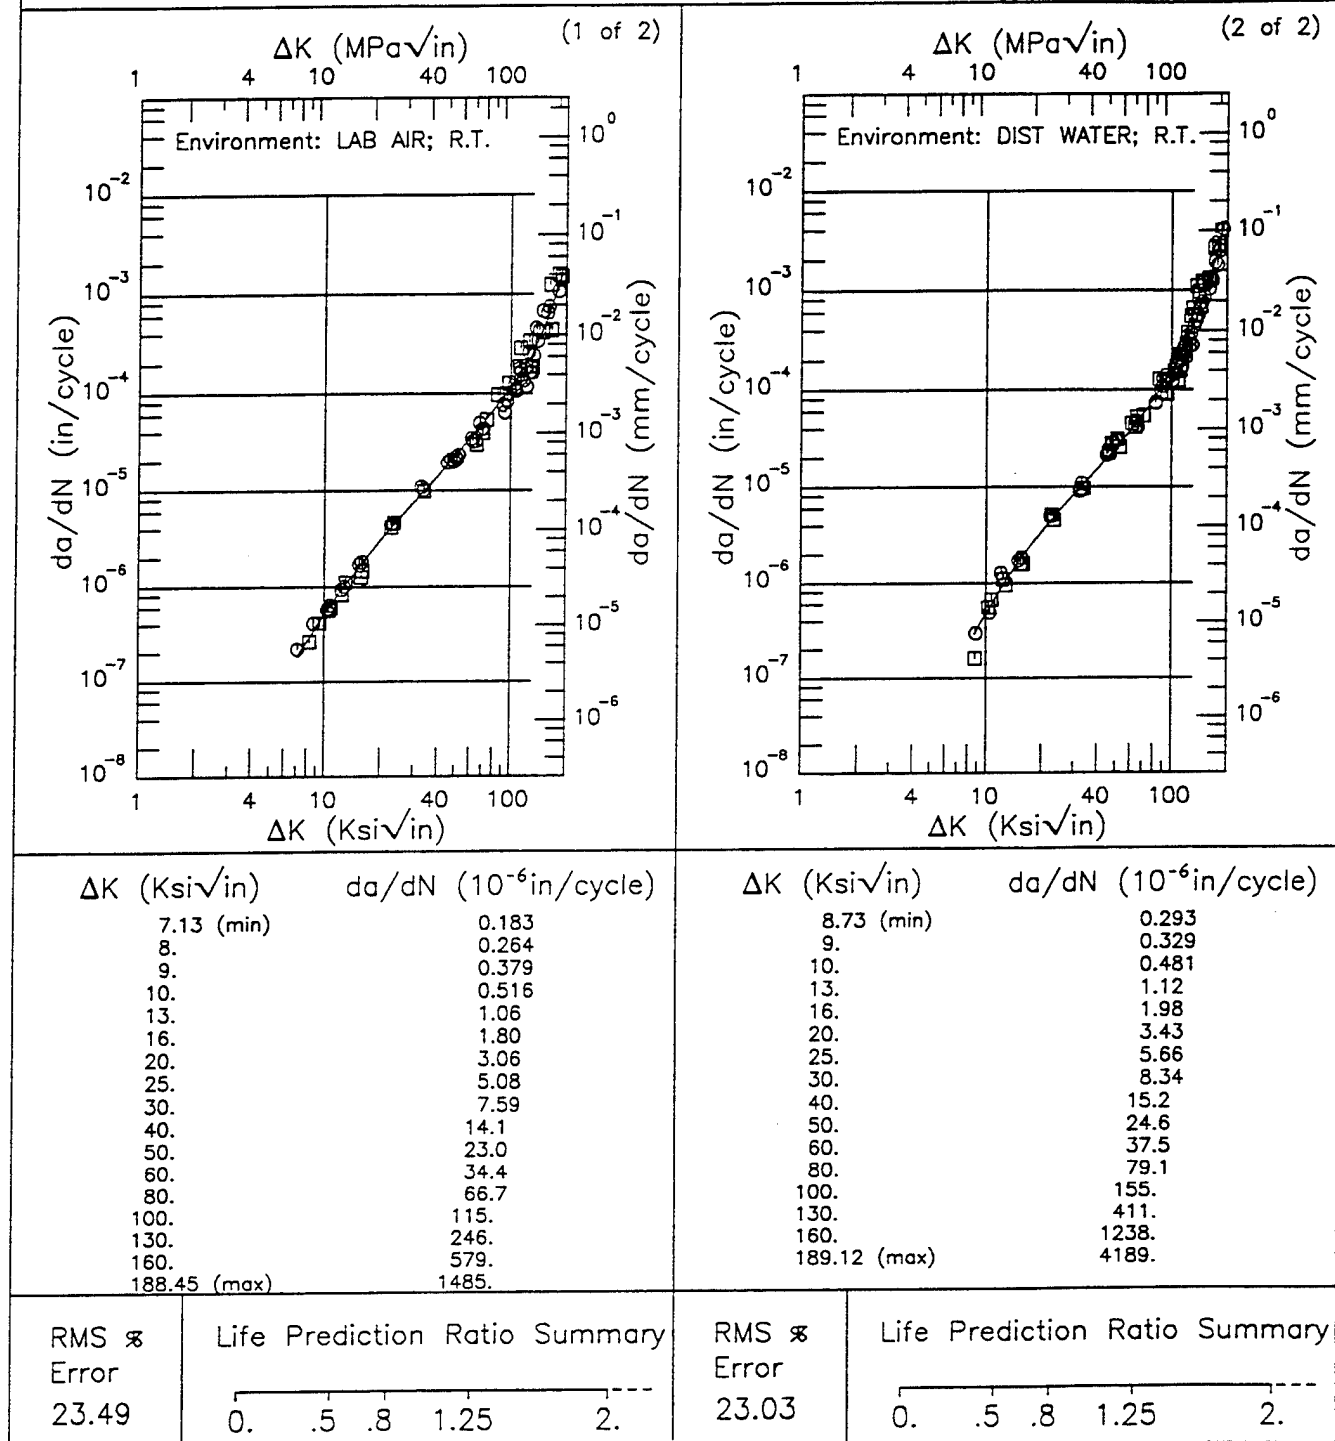 (1 of 2)
ΔK (MPa√in)
1 4 10 40 100
Environment: LAB AIR; R.T.
da/dN (in/cycle)
10⁻²
10⁻³
10⁻⁴
10⁻⁵
10⁻⁶
10⁻⁷
10⁻⁸
10⁰
10⁻¹
10⁻²
10⁻³
10⁻⁴
10⁻⁵
10⁻⁶
da/dN (mm/cycle)
1 4 10 40 100
ΔK (Ksi√in)
(2 of 2)
ΔK (MPa√in)
1 4 10 40 100
Environment: DIST WATER; R.T.
da/dN (in/cycle)
10⁻²
10⁻³
10⁻⁴
10⁻⁵
10⁻⁶
10⁻⁷
10⁻⁸
10⁰
10⁻¹
10⁻²
10⁻³
10⁻⁴
10⁻⁵
10⁻⁶
da/dN (mm/cycle)
1 4 10 40 100
ΔK (Ksi√in)
ΔK (Ksi√in) da/dN (10⁻⁶in/cycle)
7.13 (min) 0.183
8. 0.264
9. 0.379
10. 0.516
13. 1.06
16. 1.80
20. 3.06
25. 5.08
30. 7.59
40. 14.1
50. 23.0
60. 34.4
80. 66.7
100. 115.
130. 246.
160. 579.
188.45 (max) 1485.
ΔK (Ksi√in) da/dN (10⁻⁶in/cycle)
8.73 (min) 0.293
9. 0.329
10. 0.481
13. 1.12
16. 1.98
20. 3.43
25. 5.66
30. 8.34
40. 15.2
50. 24.6
60. 37.5
80. 79.1
100. 155.
130. 411.
160. 1238.
189.12 (max) 4189.
RMS %
Error
23.49
Life Prediction Ratio Summary
0. .5 .8 1.25 2.
RMS %
Error
23.03
Life Prediction Ratio Summary
0. .5 .8 1.25 2.